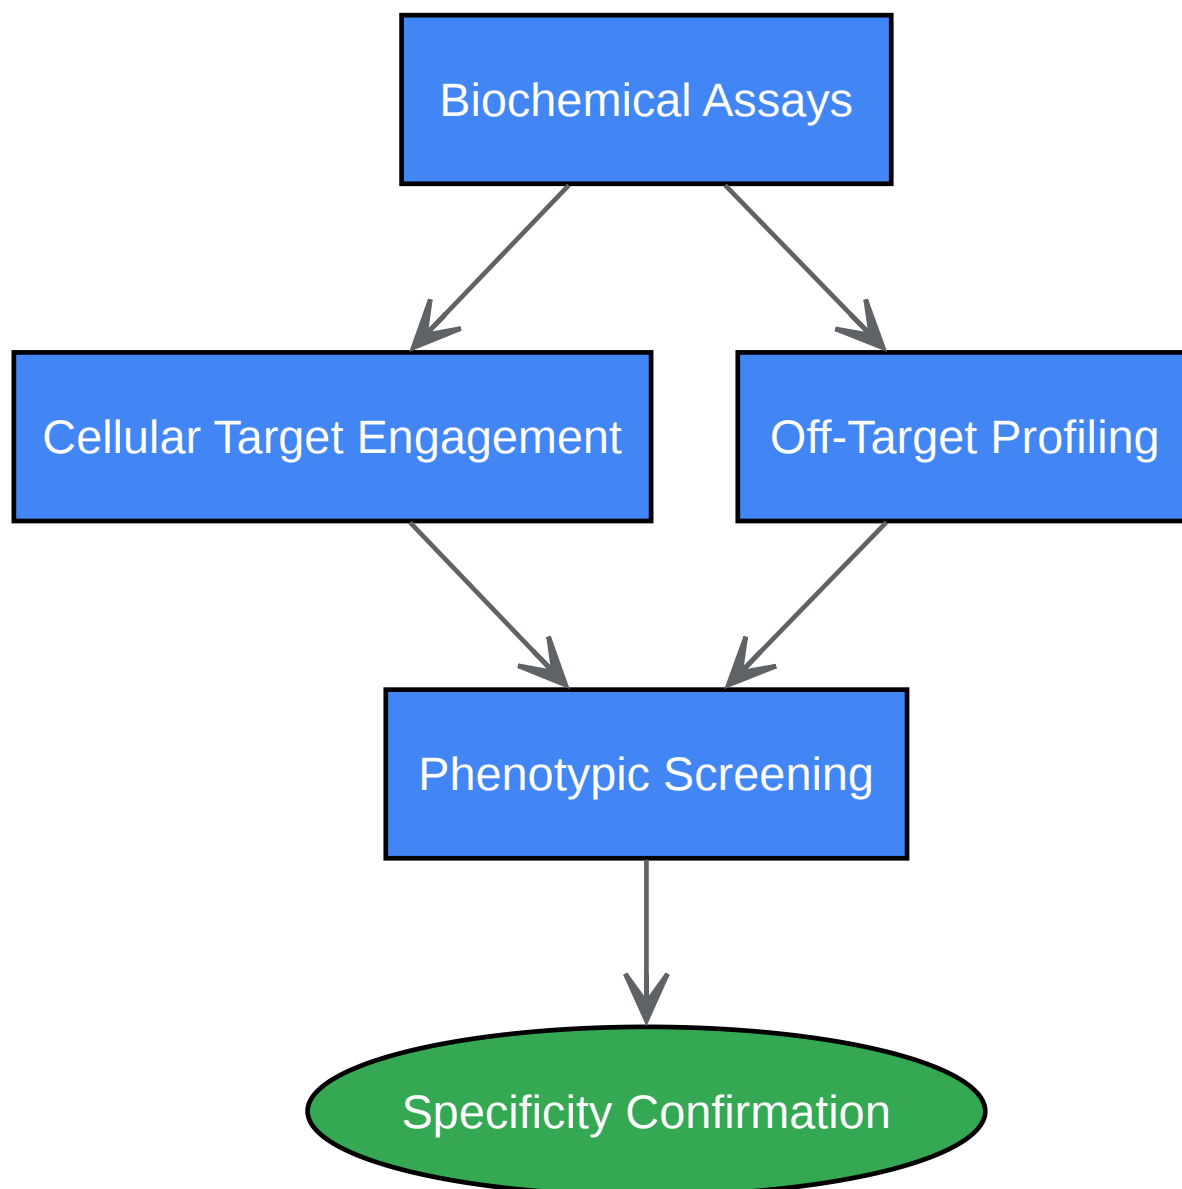 Biochemical Assays
Cellular Target Engagement
Off-Target Profiling
Phenotypic Screening
Specificity Confirmation